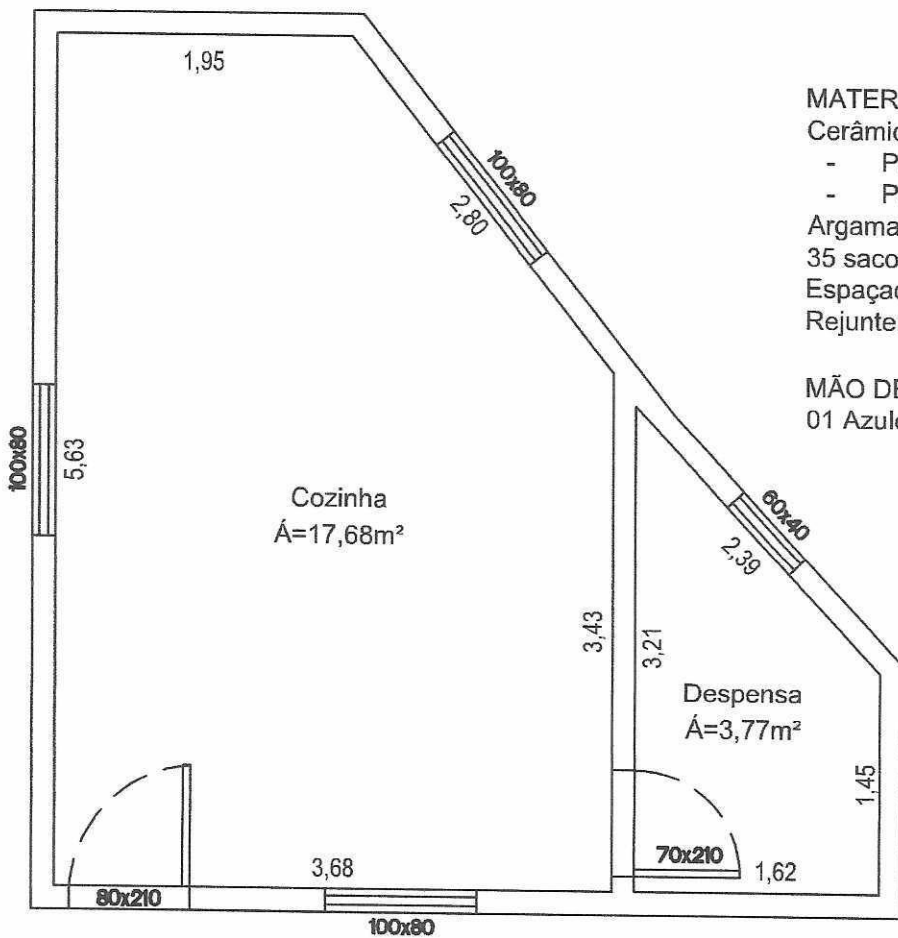 1,95
100x80
2,80
100x80
5,63
Cozinha
Á=17,68m²
60x40
2,39
3,43
3,21
Despensa
Á=3,77m²
1,45
3,68
70x210
1,62
80x210
100x80
MATER
Cerâmic
- P
- P
Argama
35 saco
Espaçad
Rejunte
MÃO DE
01 Azule